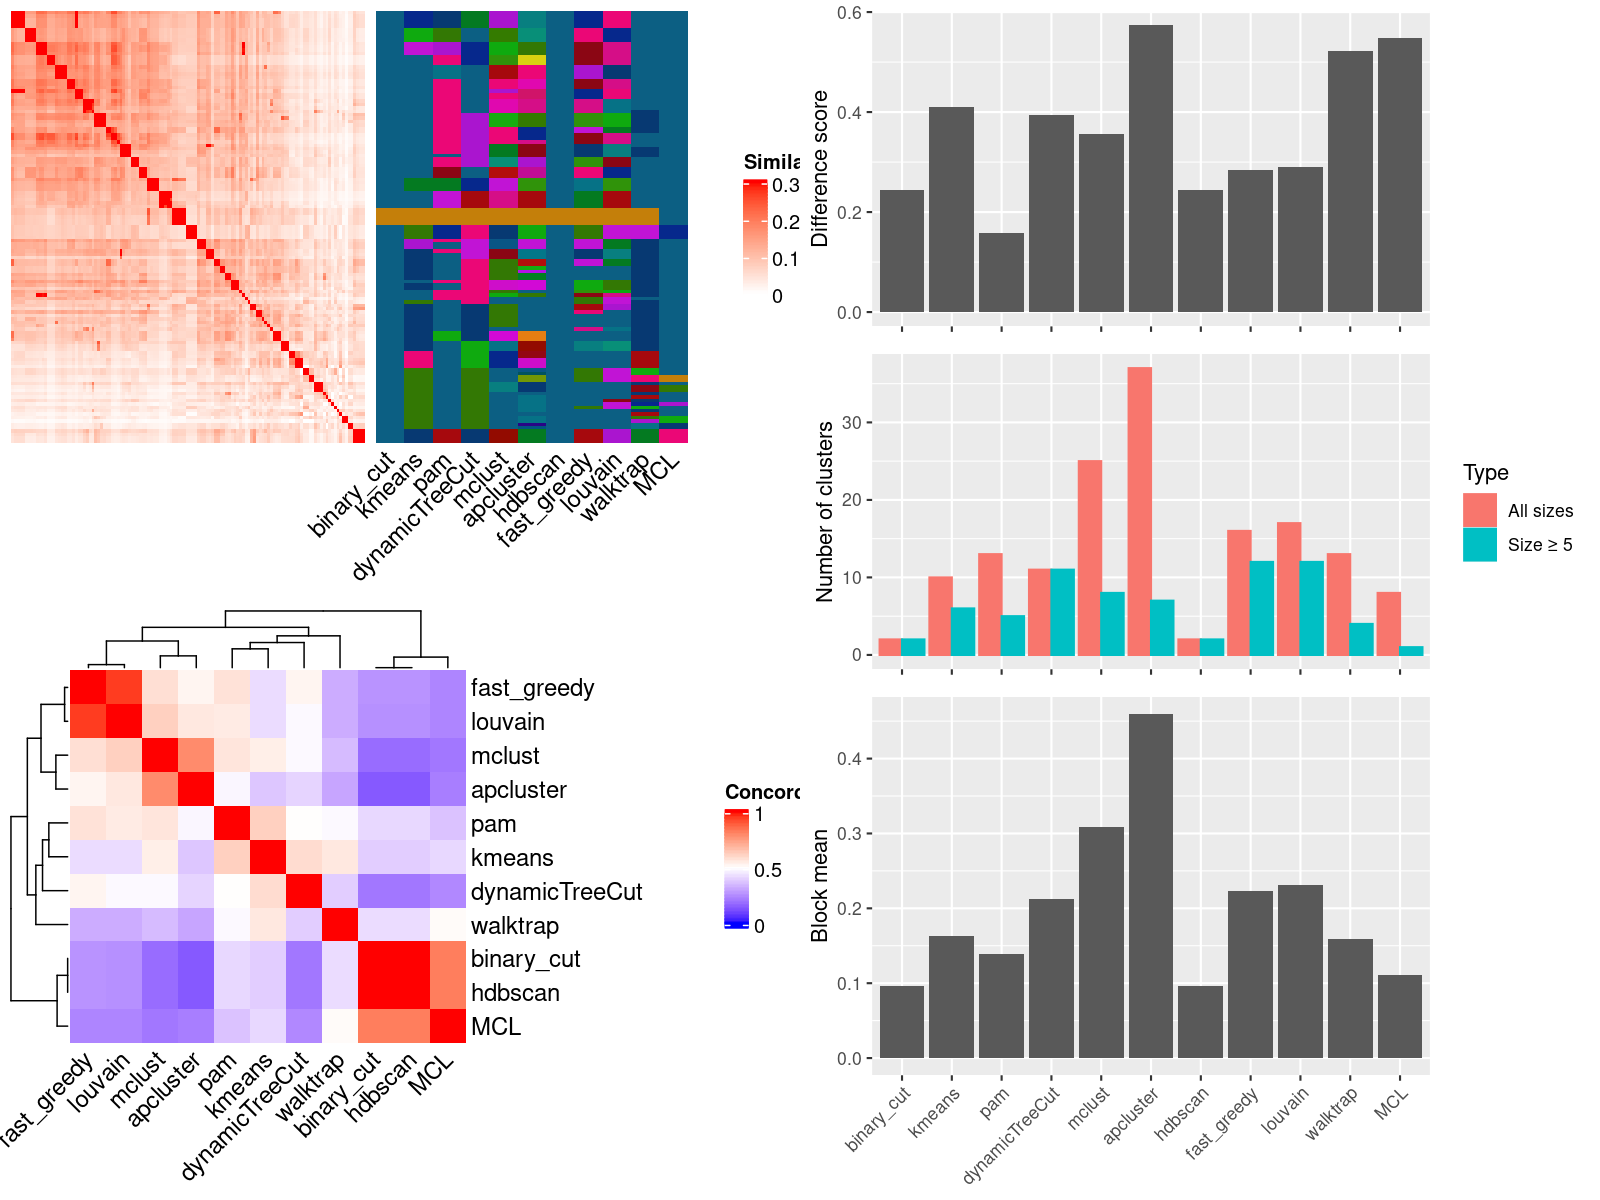 Simila
0.3
0.2
0.1
0
binary_cut
kmeans
pam
dynamicTreeCut
mclust
apcluster
hdbscan
fast_greedy
louvain
walktrap
MCL
fast_greedy
louvain
mclust
apcluster
pam
kmeans
dynamicTreeCut
walktrap
binary_cut
hdbscan
MCL
fast_greedy
louvain
mclust
apcluster
pam
kmeans
dynamicTreeCut
walktrap
binary_cut
hdbscan
MCL
Concord
1
0.5
0
Difference score
0.6
0.4
0.2
0.0
Number of clusters
30
20
10
0
Type
All sizes
Size ≥ 5
Block mean
0.4
0.3
0.2
0.1
0.0
binary_cut
kmeans
pam
dynamicTreeCut
mclust
apcluster
hdbscan
fast_greedy
louvain
walktrap
MCL